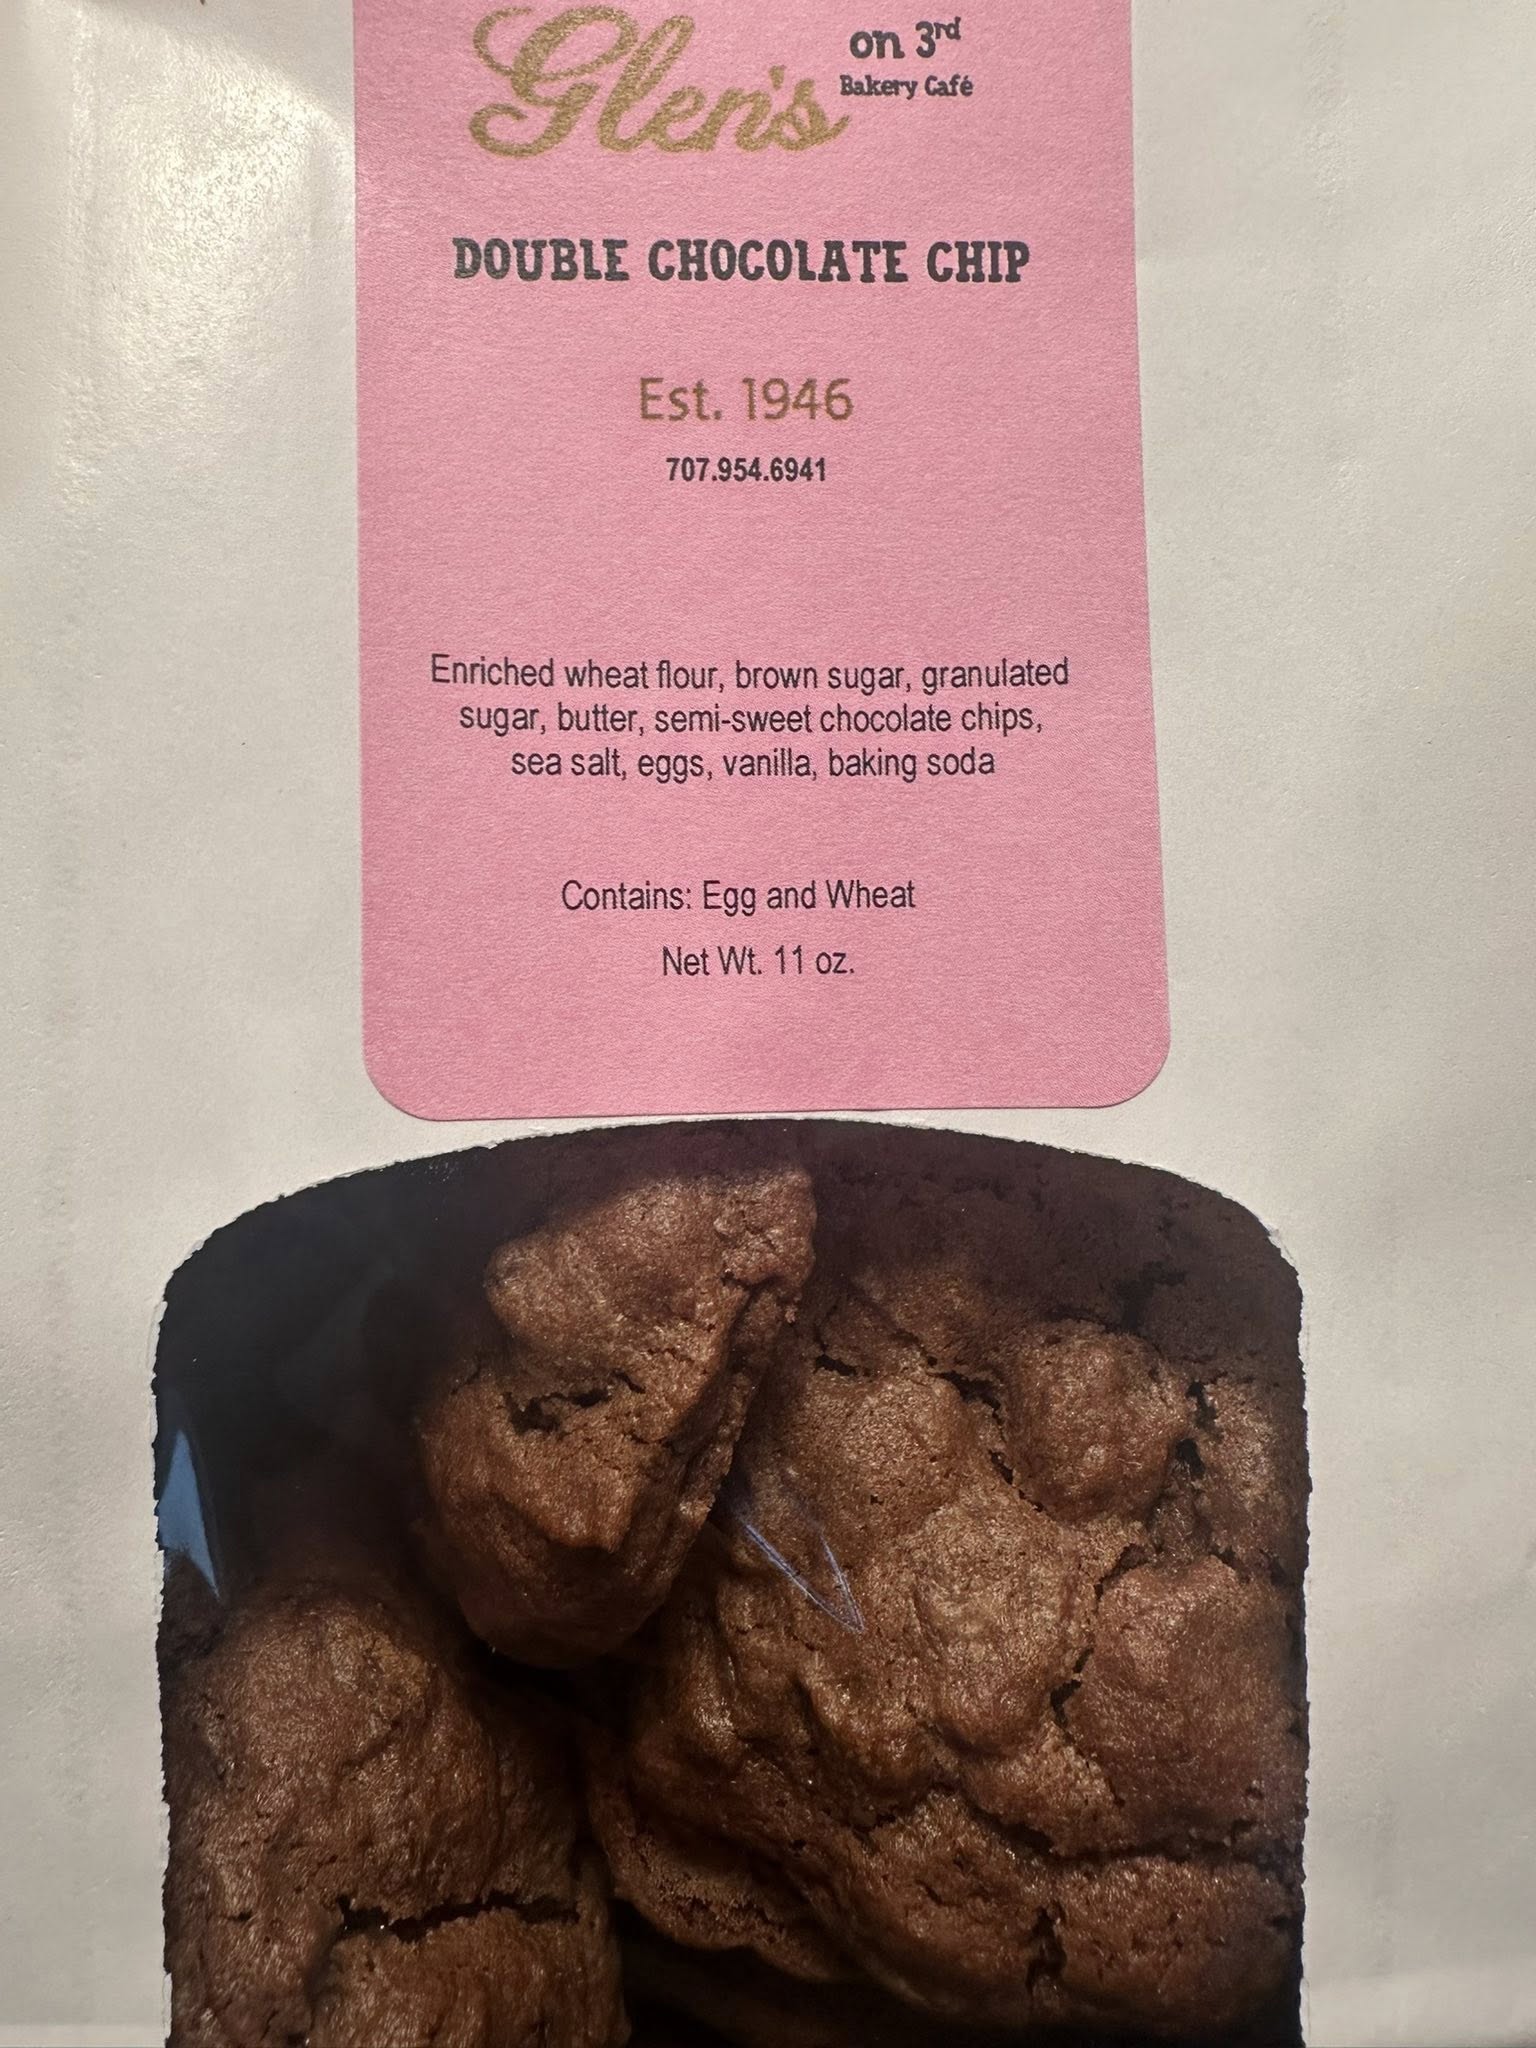 Glen's on 3rd
Bakery Café
DOUBLE CHOCOLATE CHIP
Est. 1946
707.954.6941
Enriched wheat flour, brown sugar, granulated
sugar, butter, semi-sweet chocolate chips,
sea salt, eggs, vanilla, baking soda
Contains: Egg and Wheat
Net Wt. 11 oz.